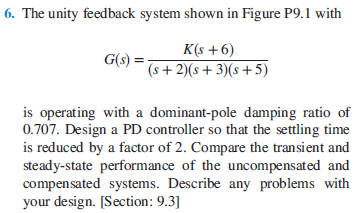 6. The unity feedback system shown in Figure P9.1 with
G(s) = K(s + 6) / (s + 2)(s + 3)(s + 5)
is operating with a dominant-pole damping ratio of
0.707. Design a PD controller so that the settling time
is reduced by a factor of 2. Compare the transient and
steady-state performance of the uncompensated and
compensated systems. Describe any problems with
your design. [Section: 9.3]